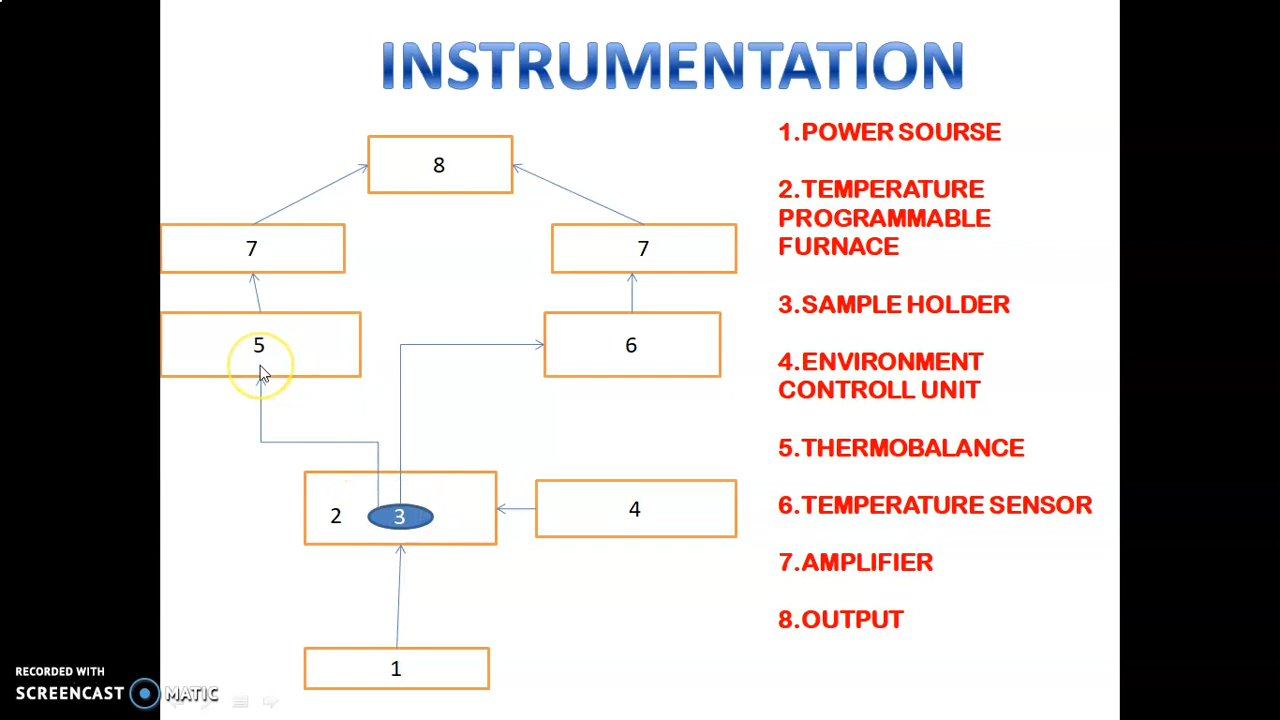 INSTRUMENTATION
8
7
7
5
6
2
3
4
1
1.POWER SOURSE
2.TEMPERATURE
PROGRAMMABLE
FURNACE
3.SAMPLE HOLDER
4.ENVIRONMENT
CONTROLL UNIT
5.THERMOBALANCE
6.TEMPERATURE SENSOR
7.AMPLIFIER
8.OUTPUT
RECORDED WITH
SCREENCAST MATIC